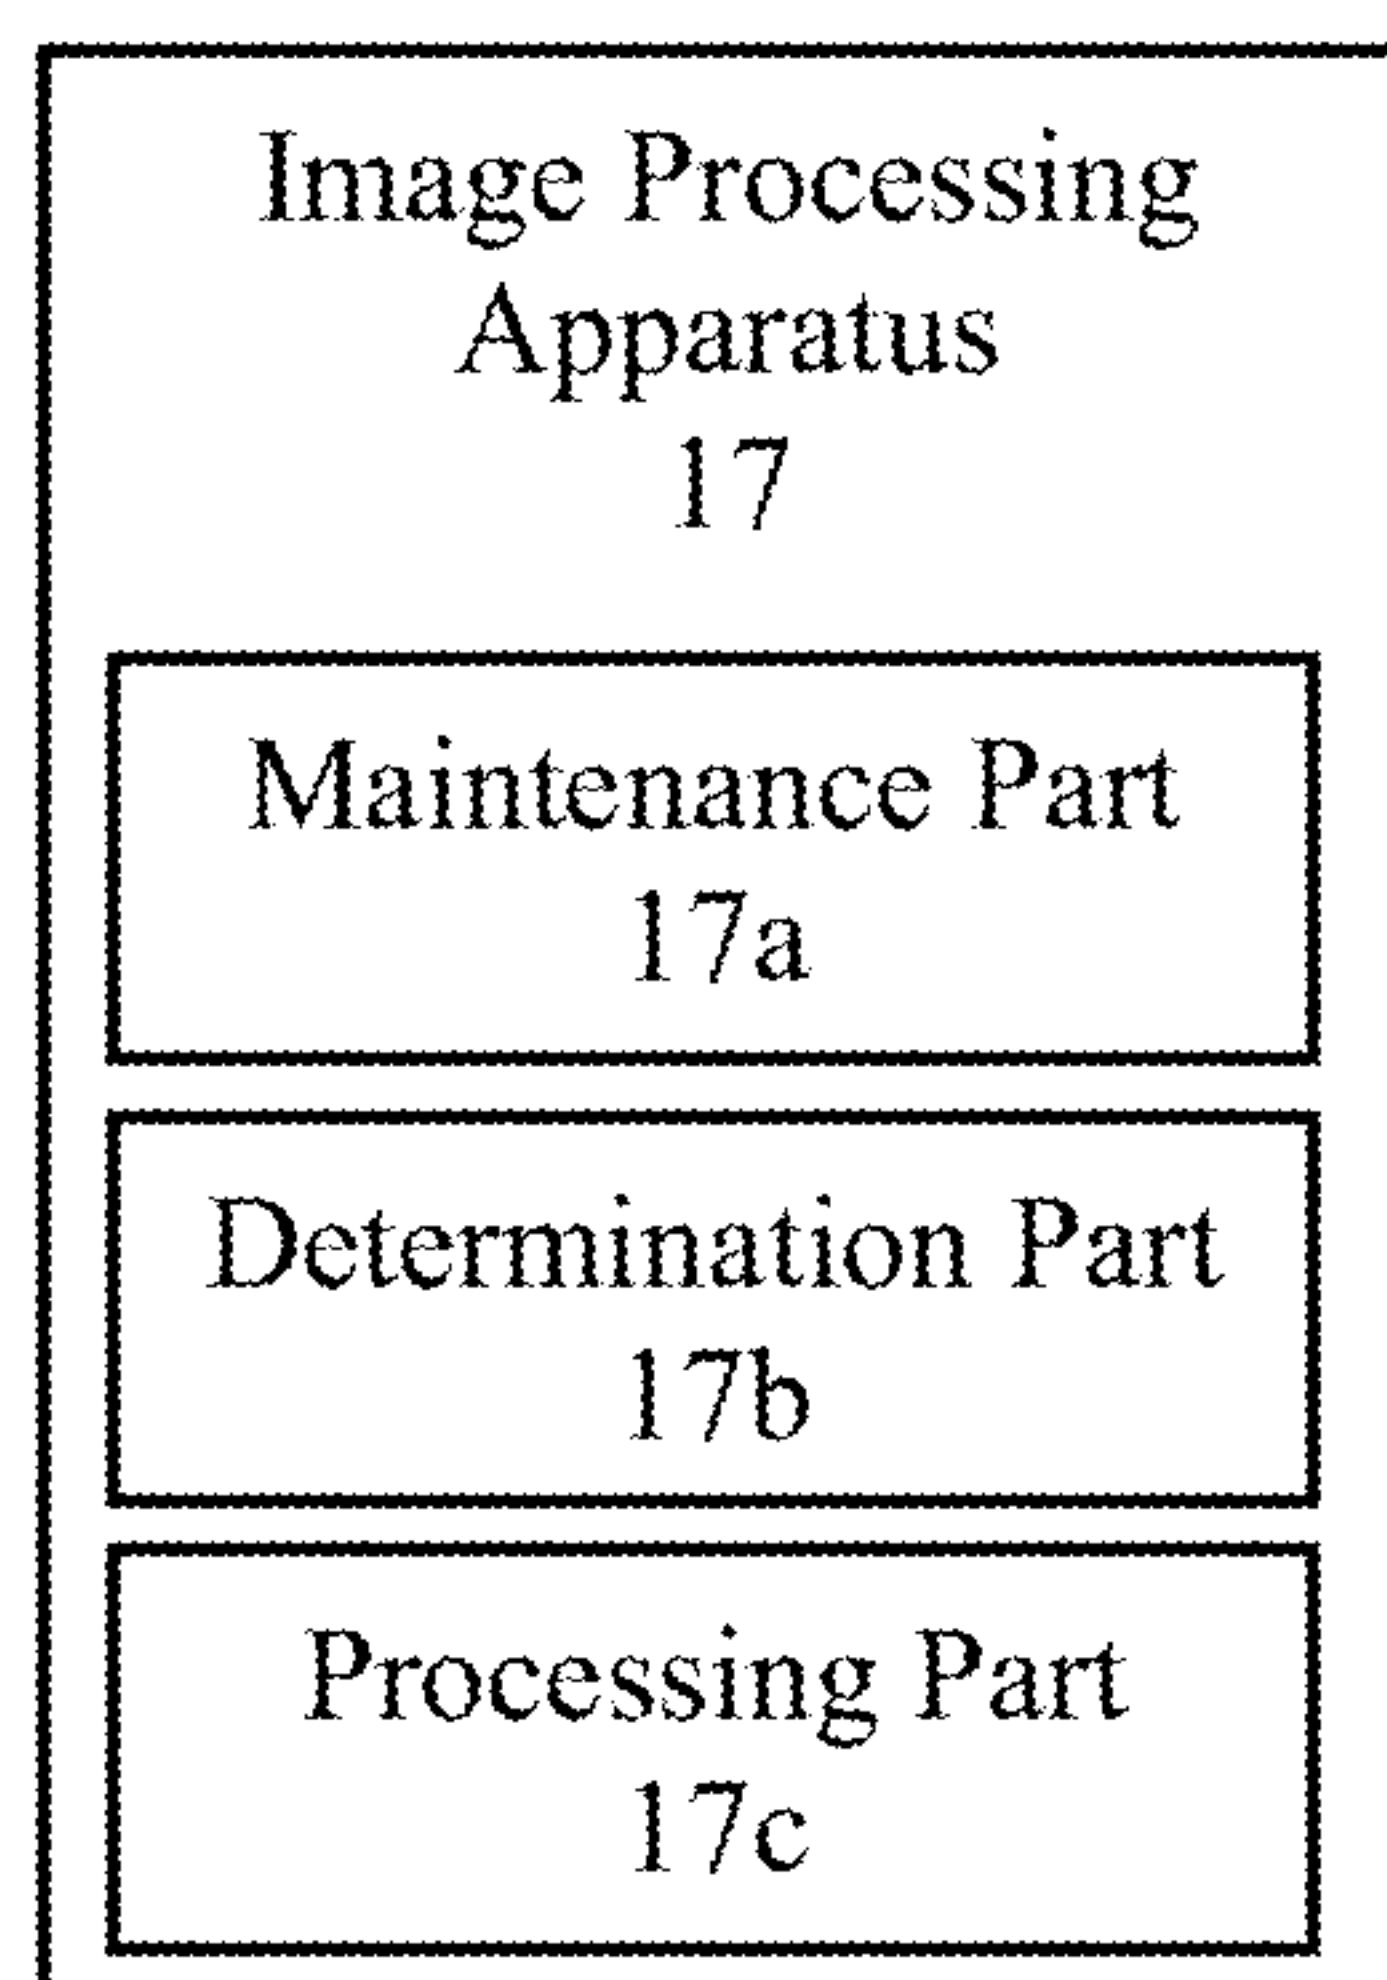 Image Processing
Apparatus
17
Maintenance Part
17a
Determination Part
17b
Processing Part
17c